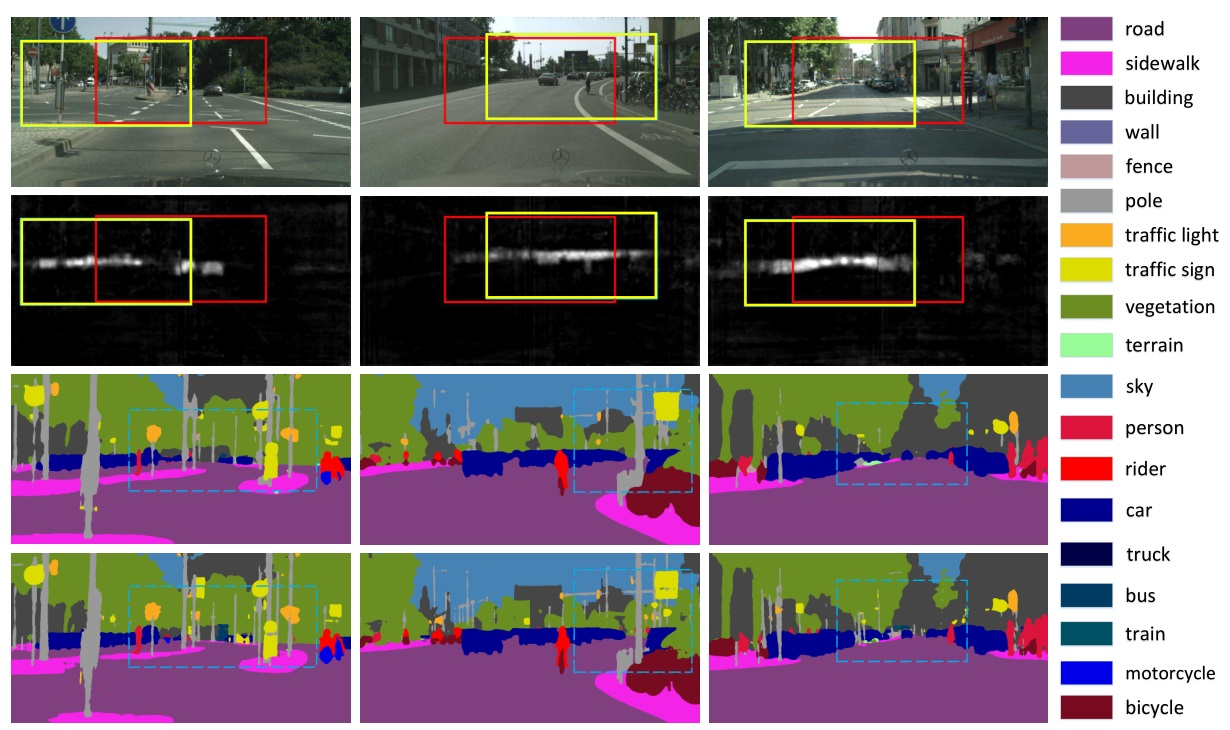 road
sidewalk
building
wall
fence
pole
traffic light
traffic sign
vegetation
terrain
sky
person
rider
car
truck
bus
train
motorcycle
bicycle